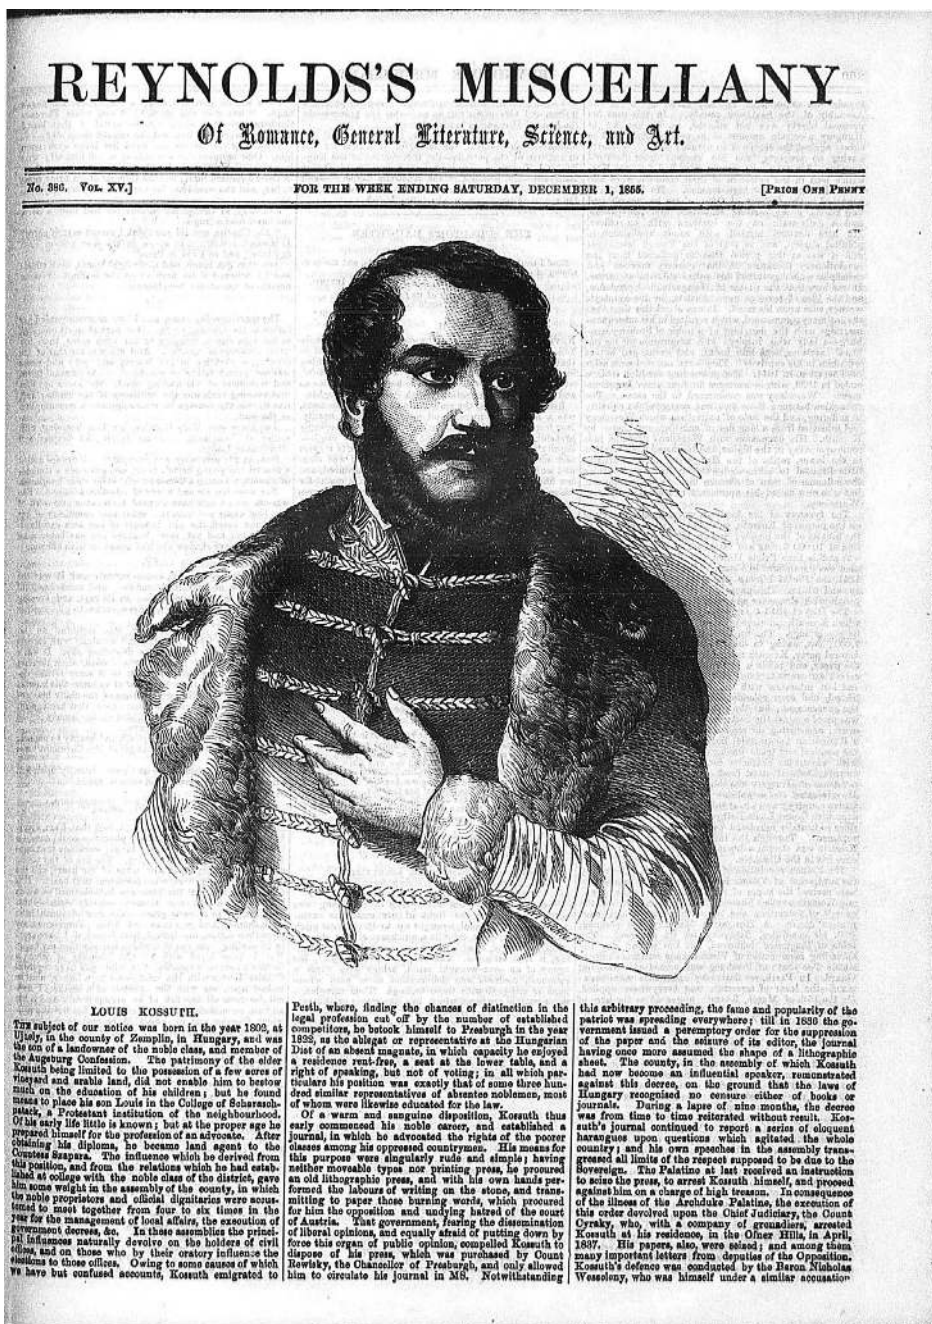 REYNOLDS'S MISCELLANY
Of Romance, General Literature, Science, and Art.
No. 386. VOL. XV.]
FOR THE WEEK ENDING SATURDAY, DECEMBER 1, 1855.
[PRICE ONE PENNY
LOUIS KOSSUTH.
THE subject of our notice was born in the year 1802, at
Ujhely, in the county of Zemplin, in Hungary, and was
the son of a landowner of the noble class, and member of
the Augsburg Confession. The patrimony of the elder
Kossuth being limited to the possession of a few acres of
vineyard and arable land, did not enable him to bestow
much on the education of his children; but he found
means to place his son Louis in the College of
a Protestant institution of the neighbourhood.
Of his early life little is known; but at the proper age he
prepared himself for the profession of an advocate. After
obtaining his diploma, he became land agent to the
Countess Szapara. The influence which he derived from
this position, and from the relations which he had estab-
lished at college with the noble class of the district, gave
him some weight in the assembly of the county, in which
the noble proprietors and official dignitaries were accus-
tomed to meet together from four to six times in the
year for the management of local affairs, the execution of
government decrees, &c. In these assemblies the princi-
pal influences naturally devolve on the holders of civil
offices, and on those who by their oratory influence the
elections to those offices. Owing to some causes of which
we have but confused accounts, Kossuth emigrated to
Pesth, where, finding the chances of distinction in the
legal profession cut off by the number of established
competitors, he betook himself to Presburgh in the year
1832, as the ablegat or representative at the Hungarian
Diet of an absent magnate, in which capacity he enjoyed
a residence rent-free, a seat at the lower table, and a
right of speaking, but not of voting; in all which par-
ticulars his position was exactly that of some three hun-
dred similar representatives of absentee noblemen, most
of whom were likewise educated for the law.
Of a warm and sanguine disposition, Kossuth thus
early commenced his noble career, and established a
journal, in which he advocated the rights of the poorer
classes among his oppressed countrymen. His means for
this purpose were singularly rude and simple; having
neither moveable types nor printing press, he procured
an old lithographic press, and with his own hands per-
formed the labours of writing on the stone, and trans-
mitting to paper those burning words, which procured
for him the opposition and undying hatred of the court
of Austria. That government, fearing the dissemination
of liberal opinions, and equally afraid of putting down by
force this organ of public opinion, compelled Kossuth to
dispose of his press, which was purchased by Count
Rewisky, the Chancellor of Presburgh, and only allowed
him to circulate his journal in MS. Notwithstanding
this arbitrary proceeding, the fame and popularity of the
patriot was spreading everywhere; till in 1836 the go-
vernment issued a peremptory order for the suppression
of the paper and the seizure of its editor, the journal
having once more assumed the shape of a lithographic
sheet. The county, in the assembly of which Kossuth
had now become an influential speaker, remonstrated
against this decree, on the ground that the laws of
Hungary recognised no censure either of books or
journals. During a lapse of nine months, the decree
was from time to time reiterated without result. Kos-
suth's journal continued to report a series of eloquent
harangues upon questions which agitated the whole
country; and his own speeches in the assembly trans-
gressed all limits of the respect supposed to be due to the
Sovereign. The Palatine at last received an instruction
to seize the press, to arrest Kossuth himself, and proceed
against him on a charge of high treason. In consequence
of the illness of the Archduke Palatine, the execution of
this order devolved upon the Chief Judiciary, the Count
Cyraky, who, with a company of grenadiers, arrested
Kossuth at his residence, in the Ofner Hills, in April,
1837. His papers, also, were seized; and among them
many important letters from deputies of the Opposition.
Kossuth's defence was conducted by the Baron Nicholas
Wesseleny, who was himself under a similar accusation